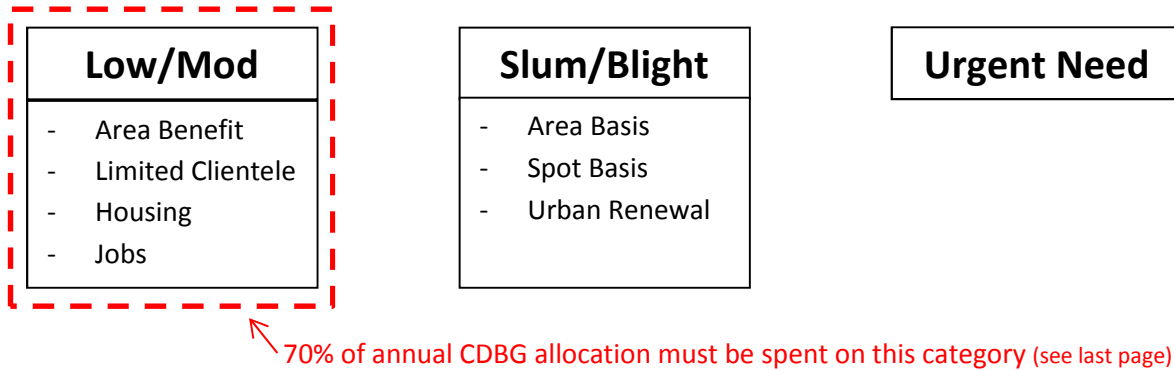 Low/Mod
- Area Benefit
- Limited Clientele
- Housing
- Jobs
Slum/Blight
- Area Basis
- Spot Basis
- Urban Renewal
Urgent Need
70% of annual CDBG allocation must be spent on this category (see last page)